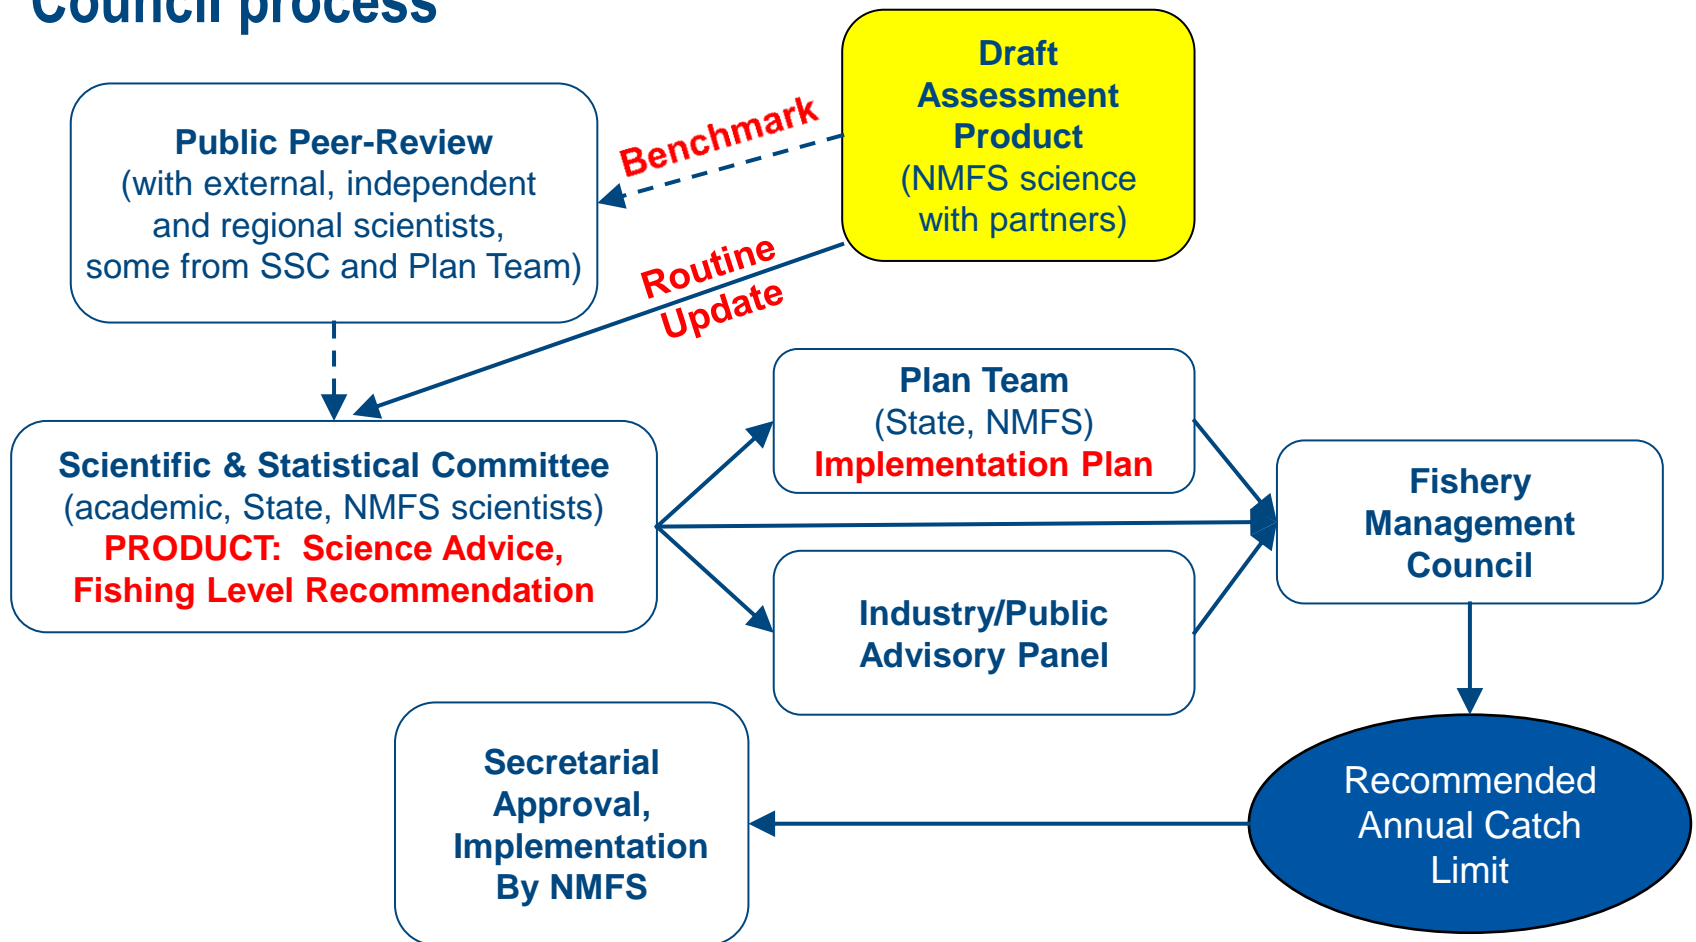 Council process
Draft
Assessment
Product
(NMFS science
with partners)
Benchmark
Public Peer-Review
(with external, independent
and regional scientists,
some from SSC and Plan Team)
Routine
Update
Plan Team
(State, NMFS)
Implementation Plan
Scientific & Statistical Committee
(academic, State, NMFS scientists)
PRODUCT: Science Advice,
Fishing Level Recommendation
Fishery
Management
Council
Industry/Public
Advisory Panel
Secretarial
Approval,
Implementation
By NMFS
Recommended
Annual Catch
Limit